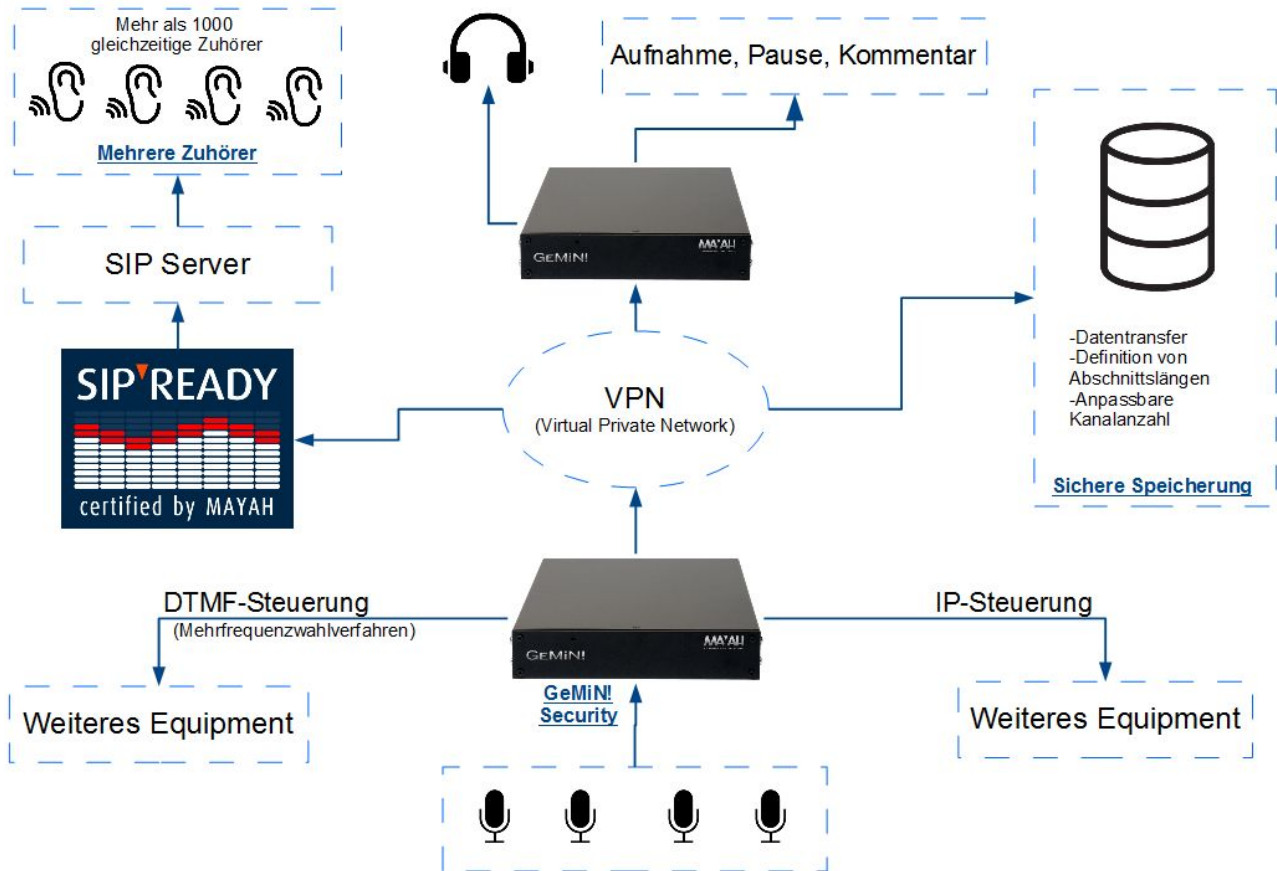 Mehr als 1000
gleichzeitige Zuhörer
Mehrere Zuhörer
Aufnahme, Pause, Kommentar
SIP Server
GEMiN!
MAYAH
SIP READY
certified by MAYAH
VPN
(Virtual Private Network)
-Datentransfer
-Definition von
Abschnittslängen
-Anpassbare
Kanalanzahl
Sichere Speicherung
DTMF-Steuerung
(Mehrfrequenzwahlverfahren)
IP-Steuerung
GEMiN!
MAYAH
GeMiN!
Security
Weiteres Equipment
Weiteres Equipment